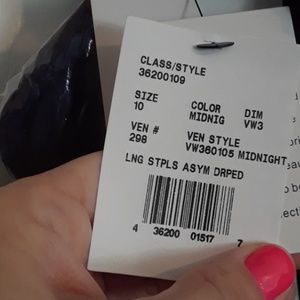 CLASS/STYLE
36200109
SIZE COLOR DIM
10 MIDNIG VW3
VEN # VEN STYLE
298 VW360105 MIDNIGHT
LNG STPLS ASYM DRPED
4 36200 01517 7